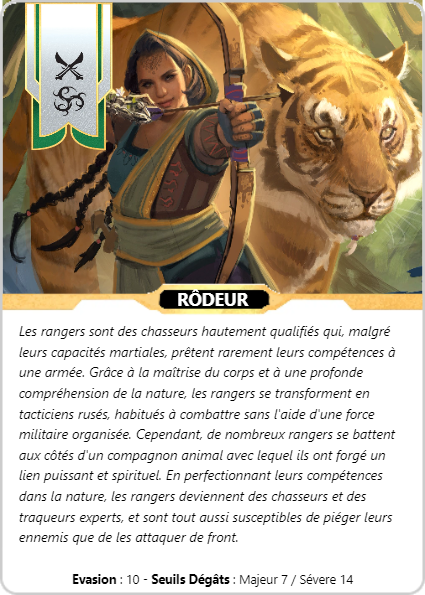 RÔDEUR
Les rangers sont des chasseurs hautement qualifiés qui, malgré
leurs capacités martiales, prêtent rarement leurs compétences à
une armée. Grâce à la maîtrise du corps et à une profonde
compréhension de la nature, les rangers se transforment en
tacticiens rusés, habitués à combattre sans l'aide d'une force
militaire organisée. Cependant, de nombreux rangers se battent
aux côtés d'un compagnon animal avec lequel ils ont forgé un
lien puissant et spirituel. En perfectionnant leurs compétences
dans la nature, les rangers deviennent des chasseurs et des
traqueurs experts, et sont tout aussi susceptibles de piéger leurs
ennemis que de les attaquer de front.
Evasion : 10 - Seuils Dégâts : Majeur 7 / Sévere 14